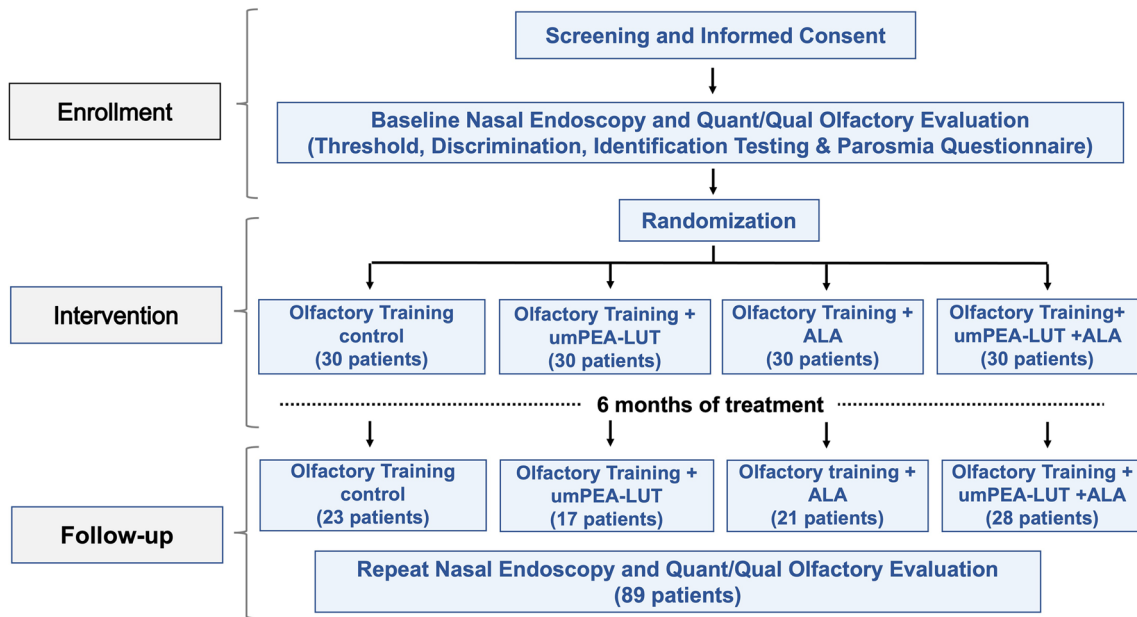 Screening and Informed Consent
Enrollment
Baseline Nasal Endoscopy and Quant/Qual Olfactory Evaluation
(Threshold, Discrimination, Identification Testing & Parosmia Questionnaire)
Randomization
Intervention
Olfactory Training
control
(30 patients)
Olfactory Training +
umPEA-LUT
(30 patients)
Olfactory Training +
ALA
(30 patients)
Olfactory Training+
umPEA-LUT +ALA
(30 patients)
6 months of treatment
Follow-up
Olfactory Training
control
(23 patients)
Olfactory Training +
umPEA-LUT
(17 patients)
Olfactory training +
ALA
(21 patients)
Olfactory Training +
umPEA-LUT +ALA
(28 patients)
Repeat Nasal Endoscopy and Quant/Qual Olfactory Evaluation
(89 patients)